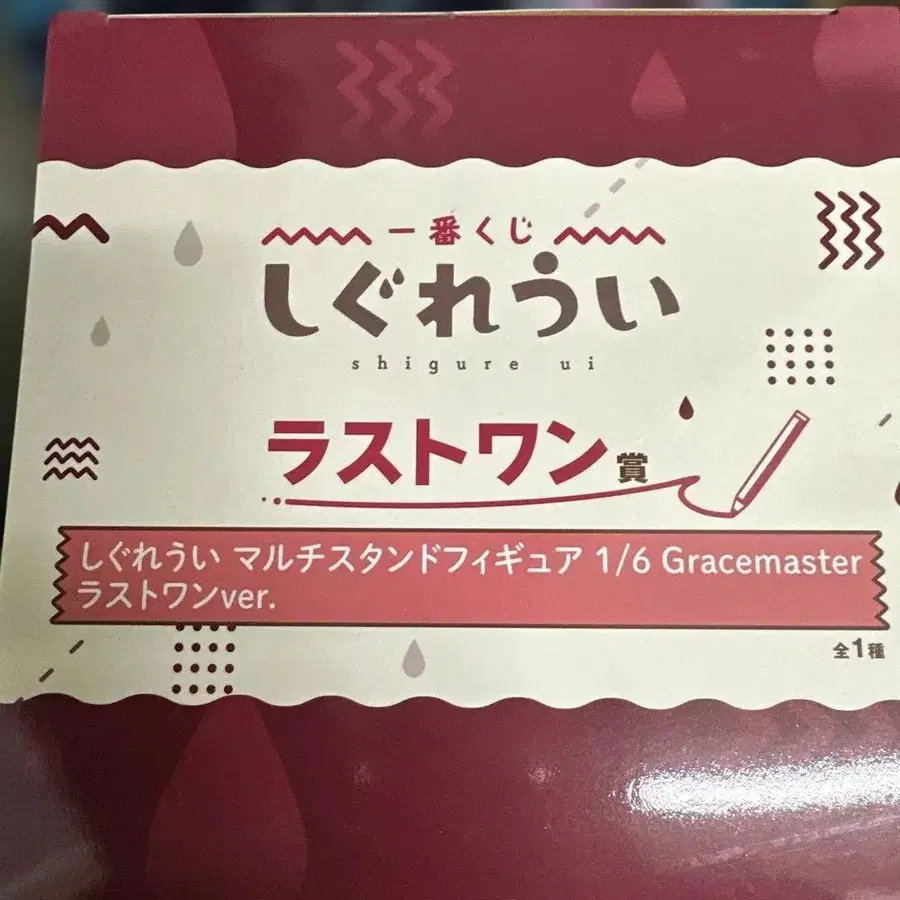 一番くじ
しぐれうい
shigure ui
ラストワン賞
しぐれうい マルチスタンドフィギュア 1/6 Gracemaster
ラストワンver.
全1種